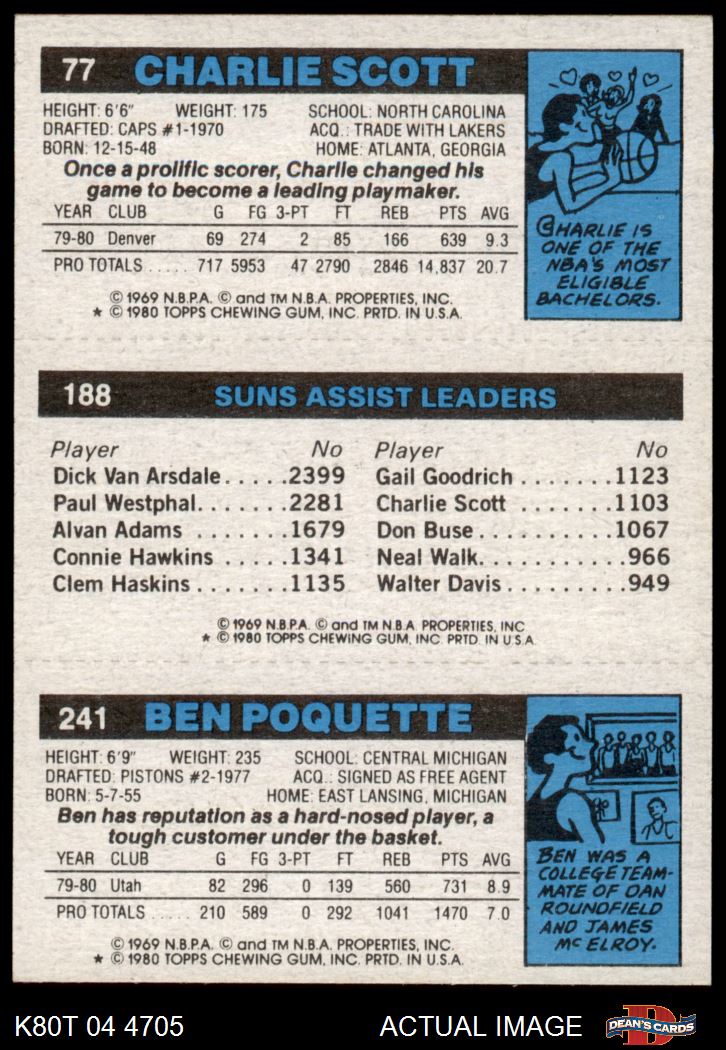 77 CHARLIE SCOTT
HEIGHT: 6'6" WEIGHT: 175 SCHOOL: NORTH CAROLINA
DRAFTED: CAPS #1-1970 ACQ.: TRADE WITH LAKERS
BORN: 12-15-48 HOME: ATLANTA, GEORGIA
Once a prolific scorer, Charlie changed his
game to become a leading playmaker.
YEAR CLUB G FG 3-PT FT REB PTS AVG
79-80 Denver 69 274 2 85 166 639 9.3
PRO TOTALS ..... 717 5953 47 2790 2846 14,837 20.7
© 1969 N.B.P.A. © and TM N.B.A. PROPERTIES, INC.
★ © 1980 TOPPS CHEWING GUM, INC. PRTD. IN U.S.A.
CHARLIE IS
ONE OF THE
NBA'S MOST
ELIGIBLE
BACHELORS.
188 SUNS ASSIST LEADERS
Player No Player No
Dick Van Arsdale.....2399 Gail Goodrich.......1123
Paul Westphal.......2281 Charlie Scott .......1103
Alvan Adams .......1679 Don Buse..........1067
Connie Hawkins .....1341 Neal Walk..........966
Clem Haskins.......1135 Walter Davis........949
© 1969 N.B.P.A. © and TM N.B.A. PROPERTIES, INC
★ © 1980 TOPPS CHEWING GUM, INC. PRTD. IN U.S.A
241 BEN POQUETTE
HEIGHT: 6'9" WEIGHT: 235 SCHOOL: CENTRAL MICHIGAN
DRAFTED: PISTONS #2-1977 ACQ.: SIGNED AS FREE AGENT
BORN: 5-7-55 HOME: EAST LANSING, MICHIGAN
Ben has reputation as a hard-nosed player, a
tough customer under the basket.
YEAR CLUB G FG 3-PT FT REB PTS AVG
79-80 Utah 82 296 0 139 560 731 8.9
PRO TOTALS ..... 210 589 0 292 1041 1470 7.0
© 1969 N.B.P.A. © and TM N.B.A. PROPERTIES, INC.
★ © 1980 TOPPS CHEWING GUM, INC. PRTD. IN U.S.A.
BEN WAS A
COLLEGE TEAM-
MATE OF DAN
ROUNDFIELD
AND JAMES
McELROY.
K80T 04 4705 ACTUAL IMAGE D DEAN'S CARDS